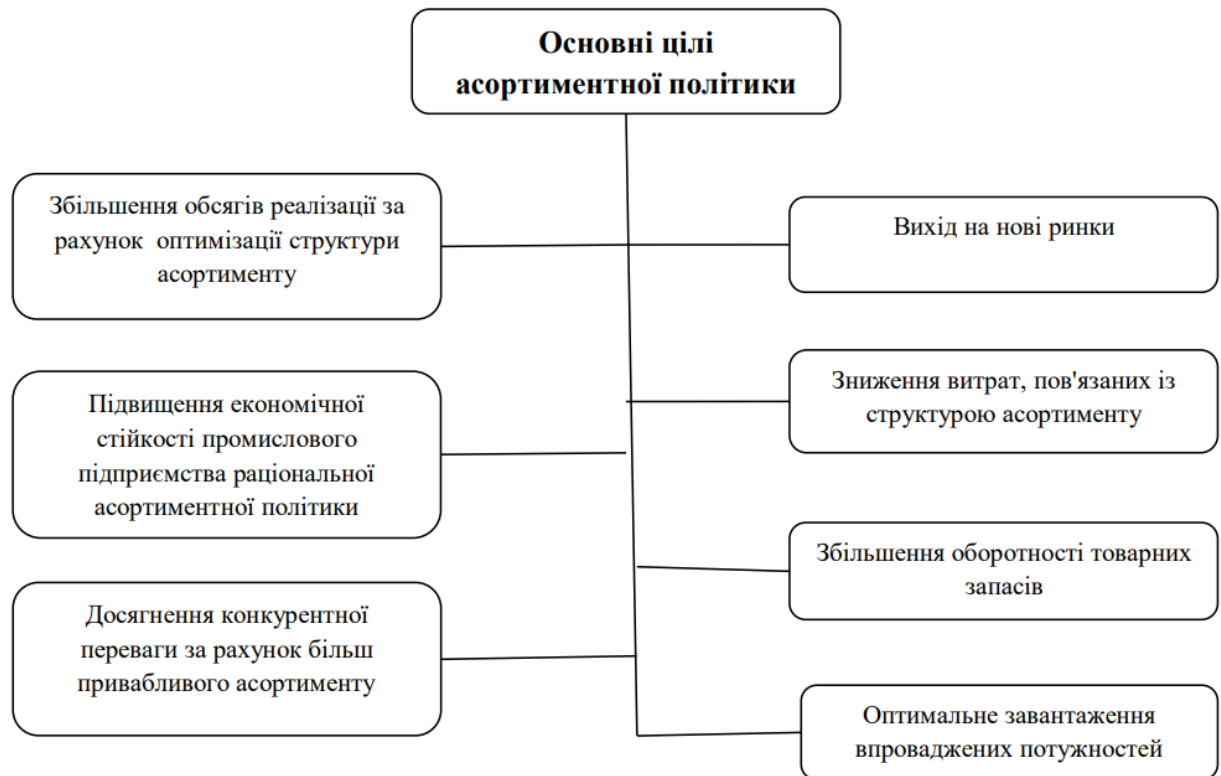 Основні цілі
асортиментної політики
Збільшення обсягів реалізації за
рахунок оптимізації структури
асортименту
Вихід на нові ринки
Підвищення економічної
стійкості промислового
підприємства раціональної
асортиментної політики
Зниження витрат, пов'язаних із
структурою асортименту
Досягнення конкурентної
переваги за рахунок більш
привабливого асортименту
Збільшення оборотності товарних
запасів
Оптимальне завантаження
впроваджених потужностей